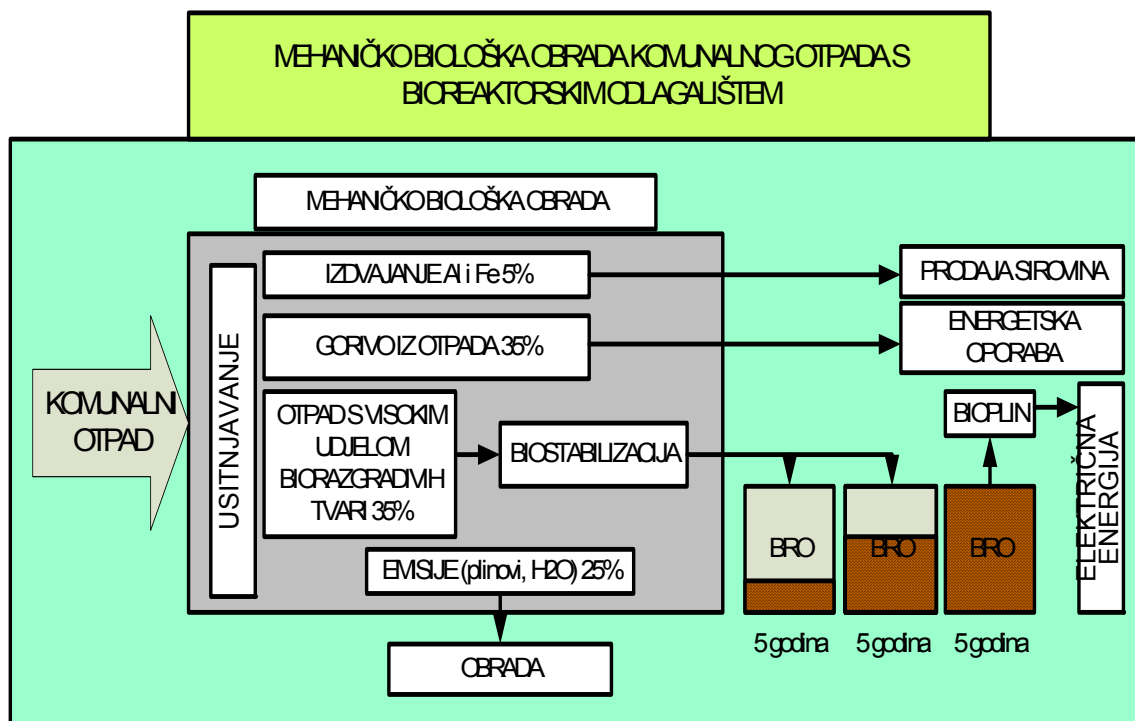 MEHANIČKO BIOLOŠKA OBRADA KOMUNALNOG OTPADA S
BIOREAKTORSKIM ODLAGALIŠTEM
MEHANIČKO BIOLOŠKA OBRADA
USITNJAVANJE
IZDVAJANJE Al i Fe 5%
PRODAJA SIROVINA
GORIVO IZ OTPADA 35%
ENERGETSKA
OPORABA
KOMUNALNI
OTPAD
OTPAD S VISOKIM
UDJELOM
BIORAZGRADIVIH
TVARI 35%
BIOSTABILIZACIJA
BIOPLIN
ELEKTRIČNA
ENERGIJA
BRO
BRO
BRO
EMISIJE (plinovi, H2O) 25%
5 godina
5 godina
5 godina
OBRADA